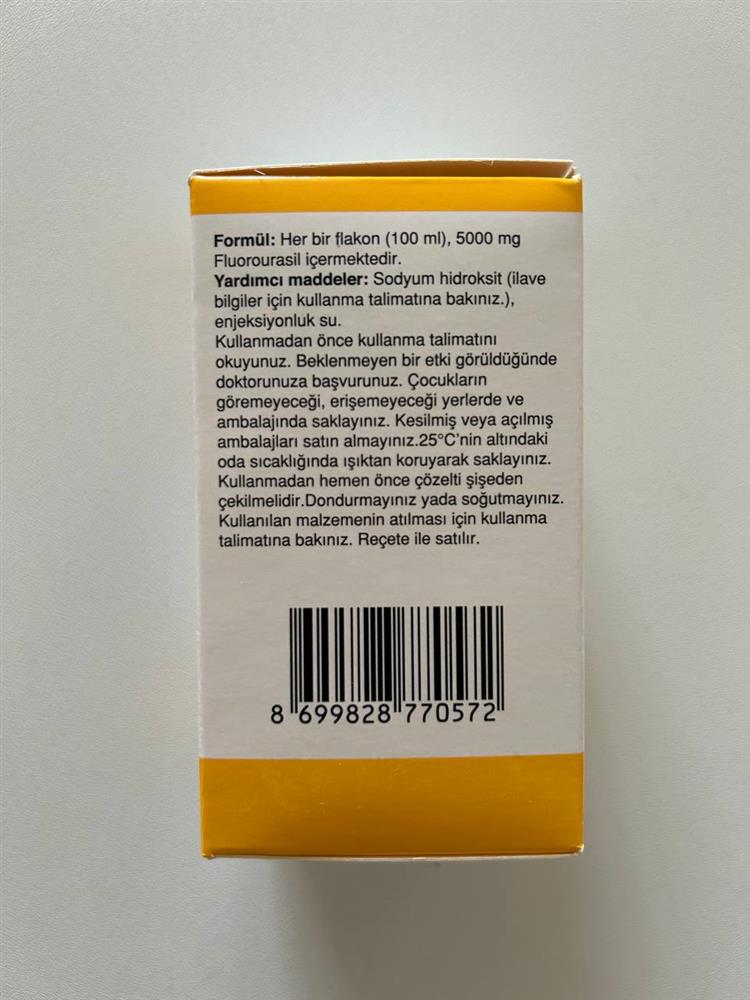 Formül: Her bir flakon (100 ml), 5000 mg
Fluorourasil içermektedir.
Yardımcı maddeler: Sodyum hidroksit (ilave
bilgiler için kullanma talimatına bakınız.),
enjeksiyonluk su.
Kullanmadan önce kullanma talimatını
okuyunuz. Beklenmeyen bir etki görüldüğünde
doktorunuza başvurunuz. Çocukların
göremeyeceği, erişemeyeceği yerlerde ve
ambalajında saklayınız. Kesilmiş veya açılmış
ambalajları satın almayınız.25°C'nin altındaki
oda sıcaklığında ışıktan koruyarak saklayınız.
Kullanmadan hemen önce çözelti şişeden
çekilmelidir.Dondurmayınız yada soğutmayınız.
Kullanılan malzemenin atılması için kullanma
talimatına bakınız. Reçete ile satılır.
8 699828 770572